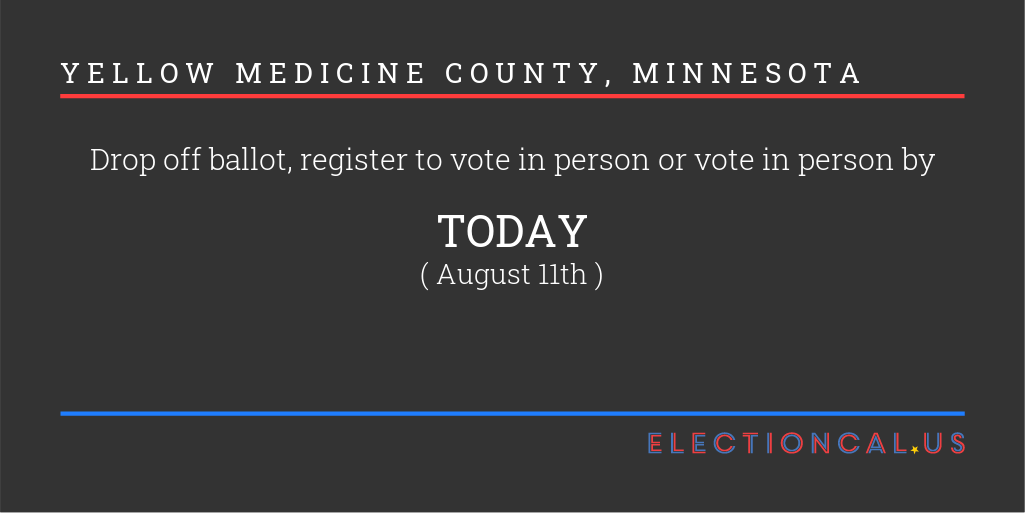 YELLOW MEDICINE COUNTY, MINNESOTA
Drop off ballot, register to vote in person or vote in person by
TODAY
( August 11th )
ELECTIONCAL.US